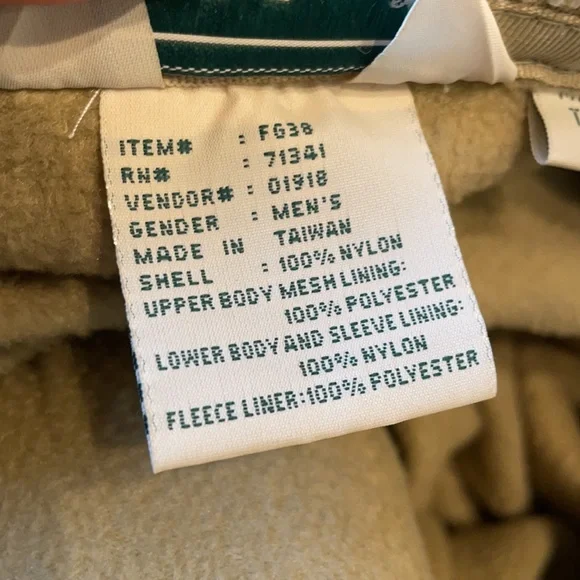 ITEM# : FG38
RN# : 71341
VENDOR# : 01918
GENDER : MEN'S
MADE IN TAIWAN
SHELL : 100% NYLON
UPPER BODY MESH LINING:
100% POLYESTER
LOWER BODY AND SLEEVE LINING:
100% NYLON
FLEECE LINER:100% POLYESTER